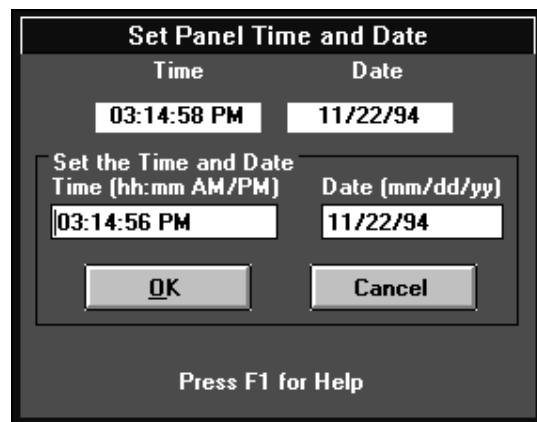 Set Panel Time and Date
Time Date
03:14:58 PM 11/22/94
Set the Time and Date
Time (hh:mm AM/PM) Date (mm/dd/yy)
03:14:56 PM 11/22/94
OK Cancel
Press F1 for Help